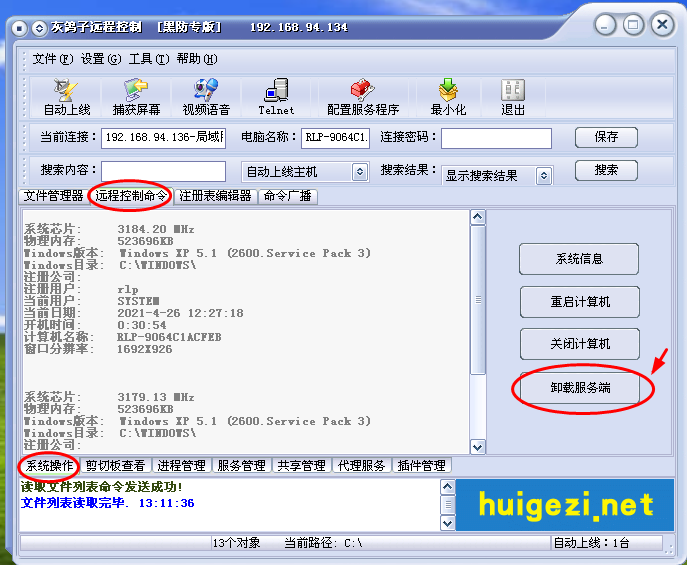 灰鸽子远程控制 [黑防专版] 192.168.94.134
文件(F) 设置(G) 工具(T) 帮助(H)
自动上线 捕获屏幕 视频语音 Telnet 配置服务程序 最小化 退出
当前连接: 192.168.94.136-局域 电脑名称: RLP-9064C1 连接密码: 保存
搜索内容: 自动上线主机 搜索结果: 显示搜索结果 搜索
文件管理器 远程控制命令 注册表编辑器 命令广播
系统芯片: 3184.20 MHz
物理内存: 523696KB
Windows版本: Windows XP 5.1 (2600.Service Pack 3)
Windows目录: C:\WINDOWS\
注册公司:
注册用户: rlp
当前用户: SYSTEM
当前日期: 2021-4-26 12:27:18
开机时间: 0:30:54
计算机名称: RLP-9064C1ACFEB
窗口分辨率: 1692X926
系统芯片: 3179.13 MHz
物理内存: 523696KB
Windows版本: Windows XP 5.1 (2600.Service Pack 3)
Windows目录: C:\WINDOWS\
注册公司:
系统信息
重启计算机
关闭计算机
卸载服务端
系统操作 剪切板查看 进程管理 服务管理 共享管理 代理服务 插件管理
读取文件列表命令发送成功!
文件列表读取完毕. 13:11:36
huigezi.net
13个对象 当前路径: C:\ 自动上线: 1台